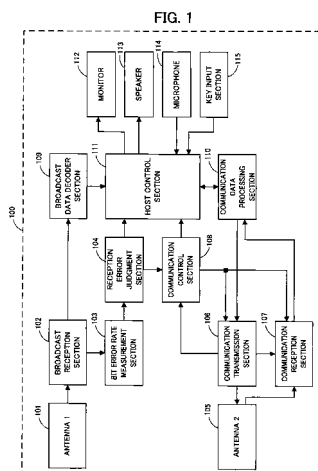 FIG. 1
100
112
MONITOR
113
SPEAKER
114
MICROPHONE
115
KEY INPUT
SECTION
109
BROADCAST
DATA DECODER
SECTION
111
HOST CONTROL
SECTION
110
COMMUNICATION
DATA
PROCESSING
SECTION
104
RECEPTION
ERROR
JUDGMENT
SECTION
108
COMMUNICATION
CONTROL
SECTION
102
BROADCAST
RECEPTION
SECTION
103
BIT ERROR RATE
MEASUREMENT
SECTION
106
COMMUNICATION
TRANSMISSION
SECTION
107
COMMUNICATION
RECEPTION
SECTION
101
ANTENNA 1
105
ANTENNA 2